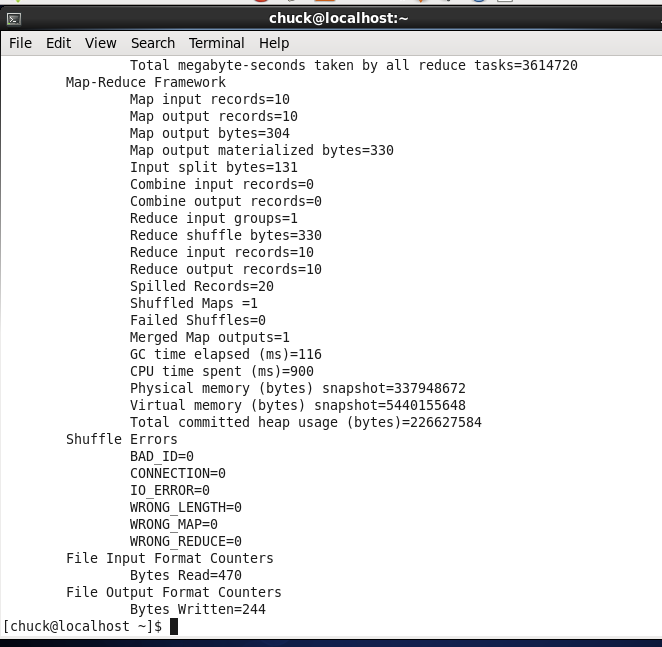 chuck@localhost:~
File Edit View Search Terminal Help
Total megabyte-seconds taken by all reduce tasks=3614720
Map-Reduce Framework
Map input records=10
Map output records=10
Map output bytes=304
Map output materialized bytes=330
Input split bytes=131
Combine input records=0
Combine output records=0
Reduce input groups=1
Reduce shuffle bytes=330
Reduce input records=10
Reduce output records=10
Spilled Records=20
Shuffled Maps =1
Failed Shuffles=0
Merged Map outputs=1
GC time elapsed (ms)=116
CPU time spent (ms)=900
Physical memory (bytes) snapshot=337948672
Virtual memory (bytes) snapshot=5440155648
Total committed heap usage (bytes)=226627584
Shuffle Errors
BAD_ID=0
CONNECTION=0
IO_ERROR=0
WRONG_LENGTH=0
WRONG_MAP=0
WRONG_REDUCE=0
File Input Format Counters
Bytes Read=470
File Output Format Counters
Bytes Written=244
[chuck@localhost ~]$